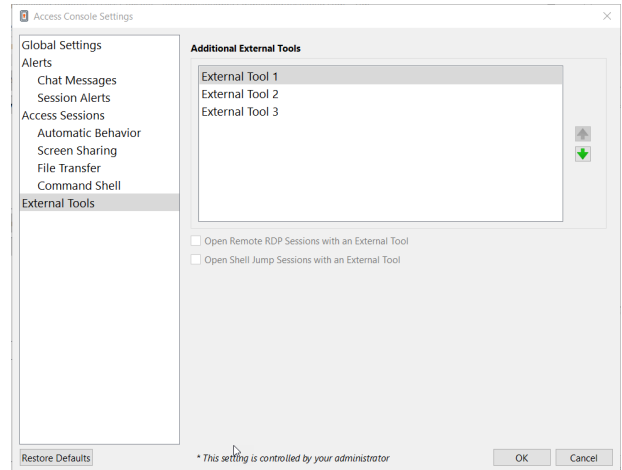 Access Console Settings
Global Settings
Alerts
Chat Messages
Session Alerts
Access Sessions
Automatic Behavior
Screen Sharing
File Transfer
Command Shell
External Tools
Additional External Tools
External Tool 1
External Tool 2
External Tool 3
Open Remote RDP Sessions with an External Tool
Open Shell Jump Sessions with an External Tool
Restore Defaults
* This setting is controlled by your administrator
OK
Cancel